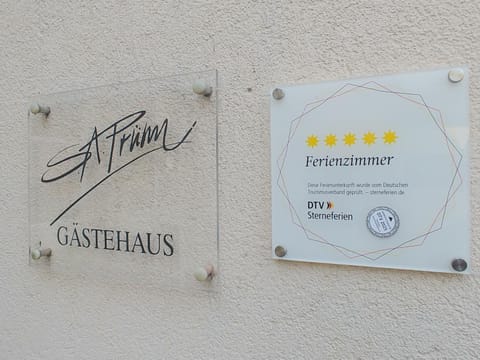 S.A. Prüm
GÄSTEHAUS
Ferienzimmer
Diese Ferienunterkunft wurde vom Deutschen
Tourismusverband geprüft. – sterneferien.de
DTV
Sterneferien